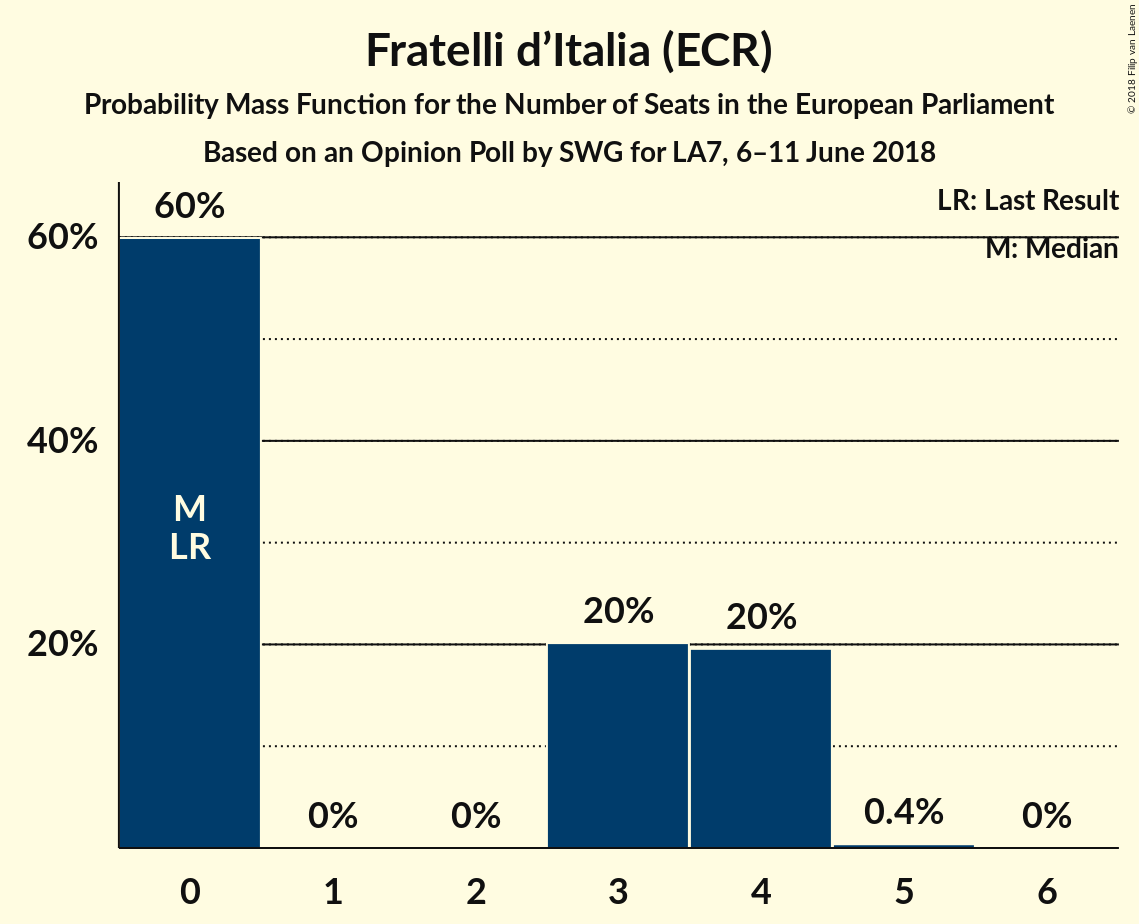 Fratelli d’Italia (ECR)
Probability Mass Function for the Number of Seats in the European Parliament
Based on an Opinion Poll by SWG for LA7, 6–11 June 2018
© 2018 Filip van Laenen
LR: Last Result
M: Median
60%
40%
20%
60%
M
LR
0%
0%
20%
20%
0.4%
0%
0 1 2 3 4 5 6